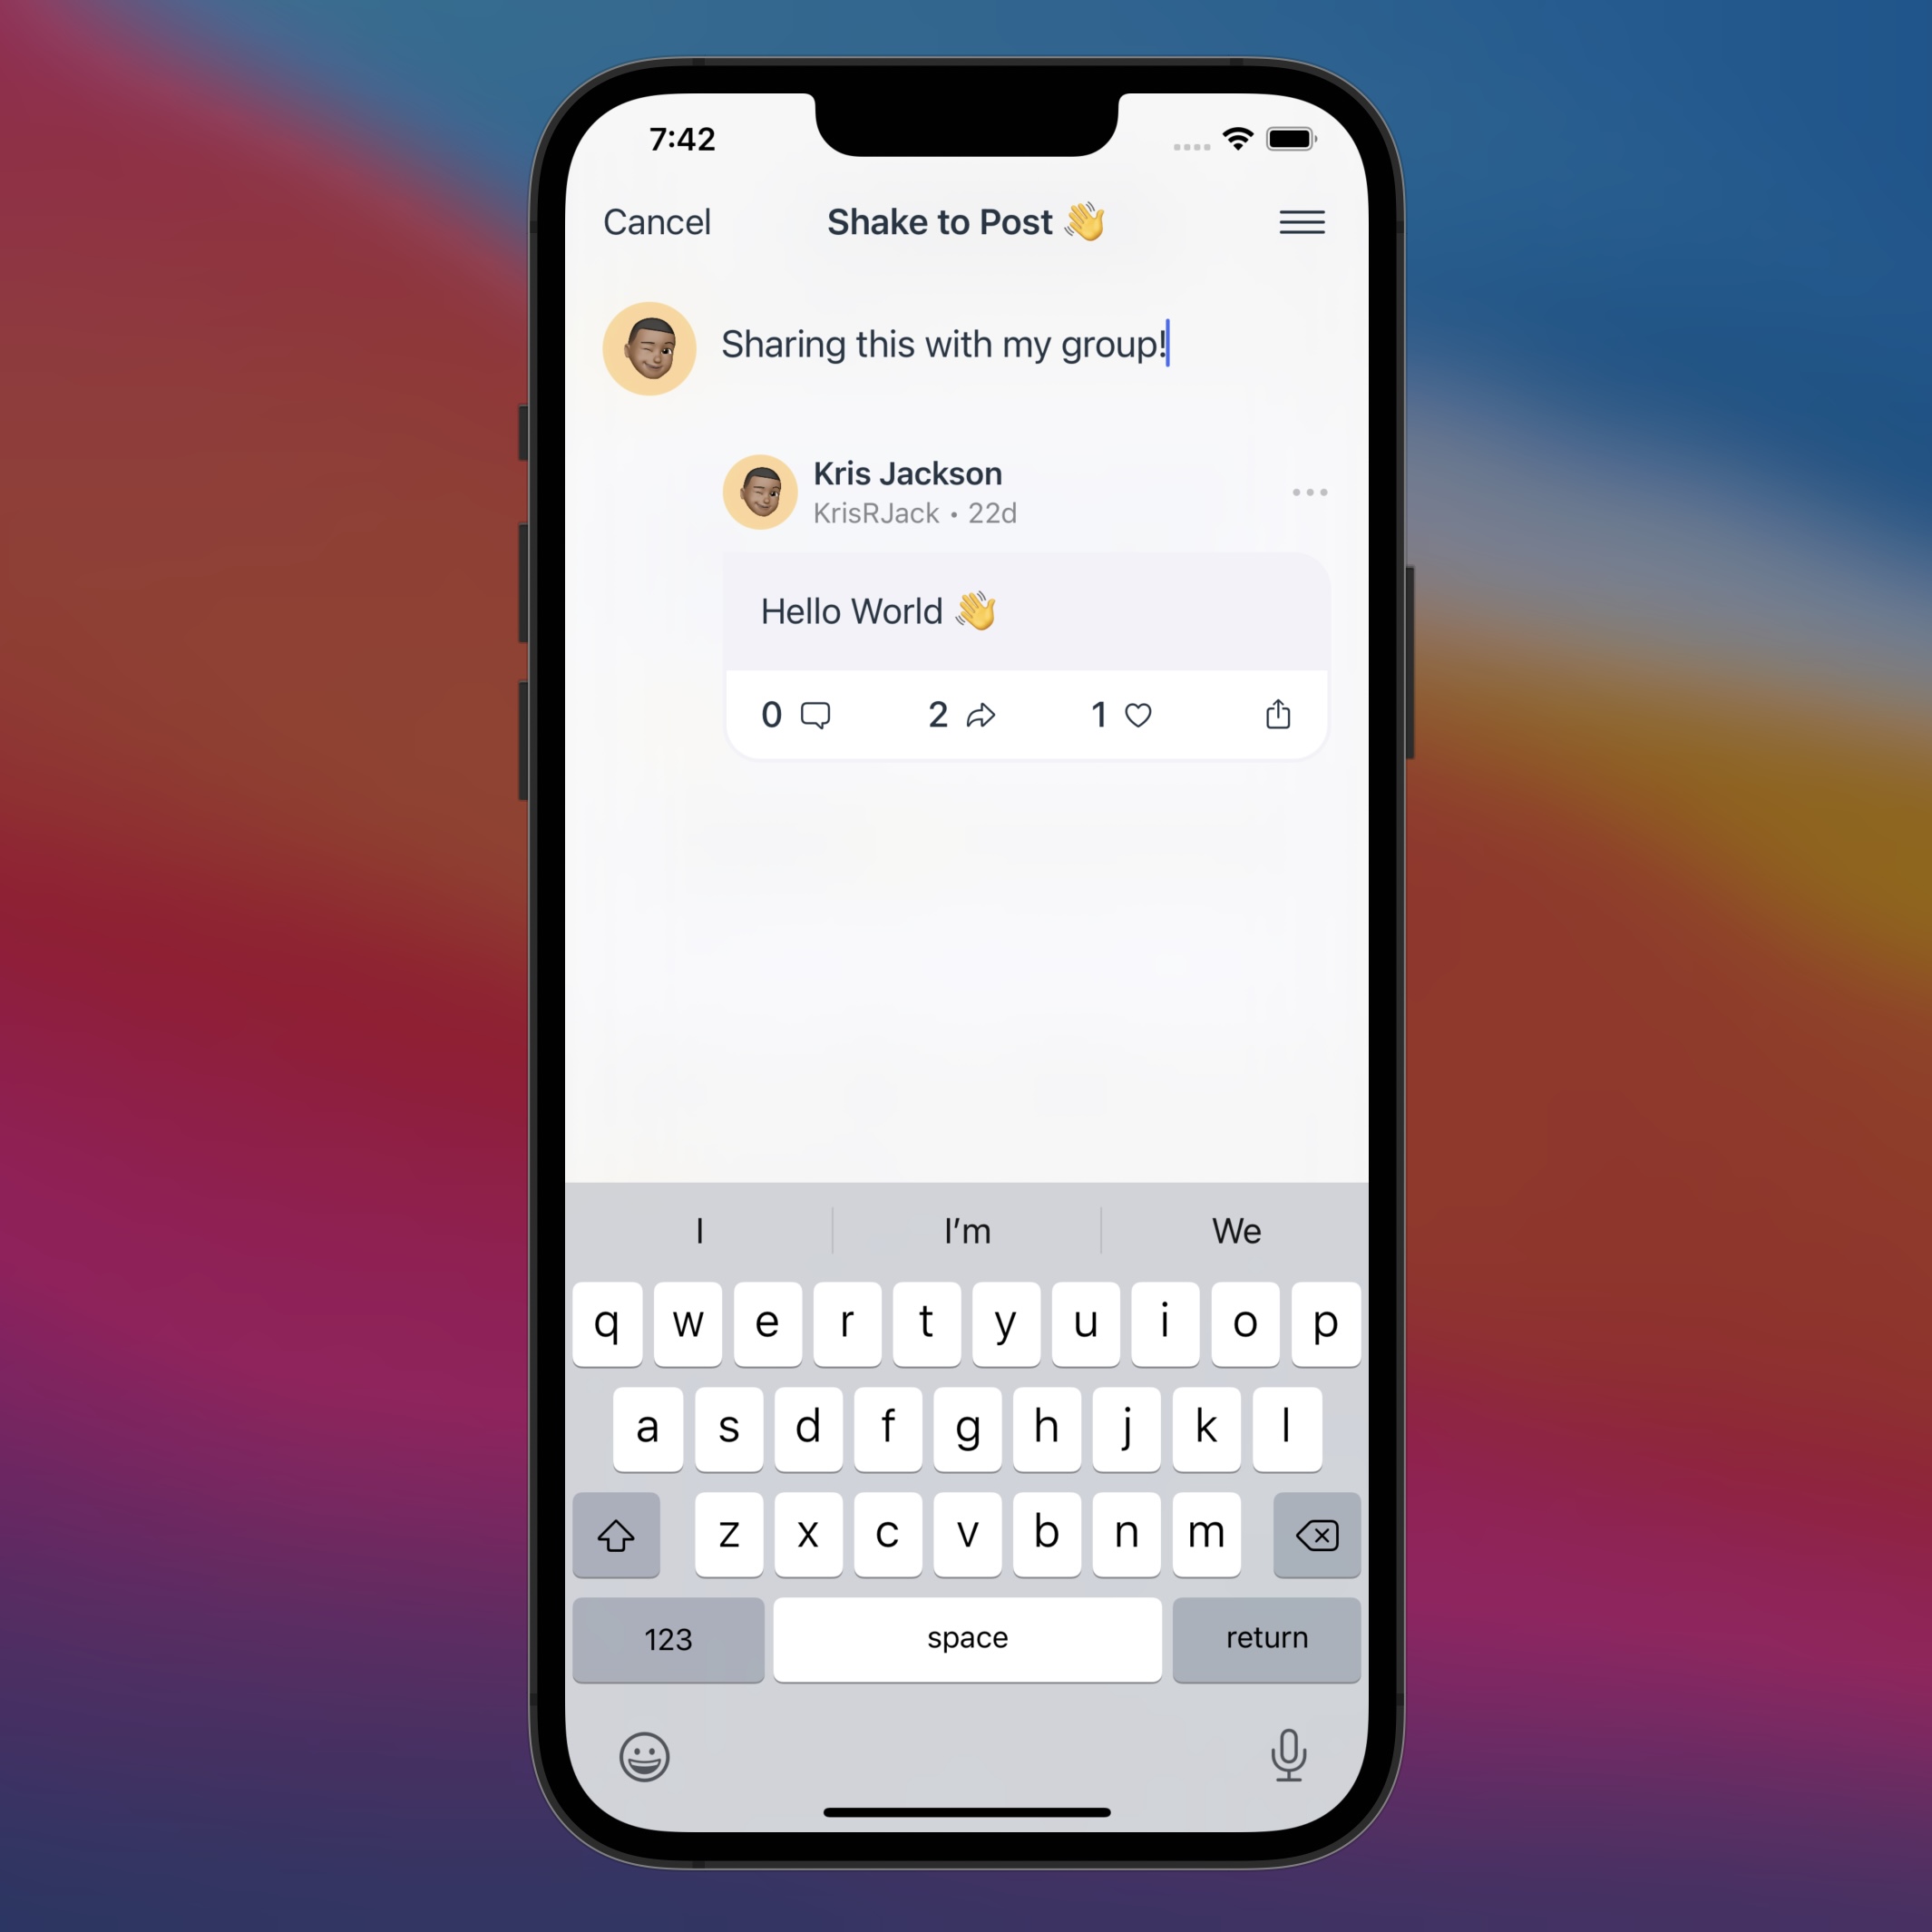 7:42
Cancel Shake to Post 👋 
Sharing this with my group!
Kris Jackson
KrisRJack • 22d
Hello World 👋
0 2 1
I I'm We
q w e r t y u i o p
a s d f g h j k l
z x c v b n m
123 space return